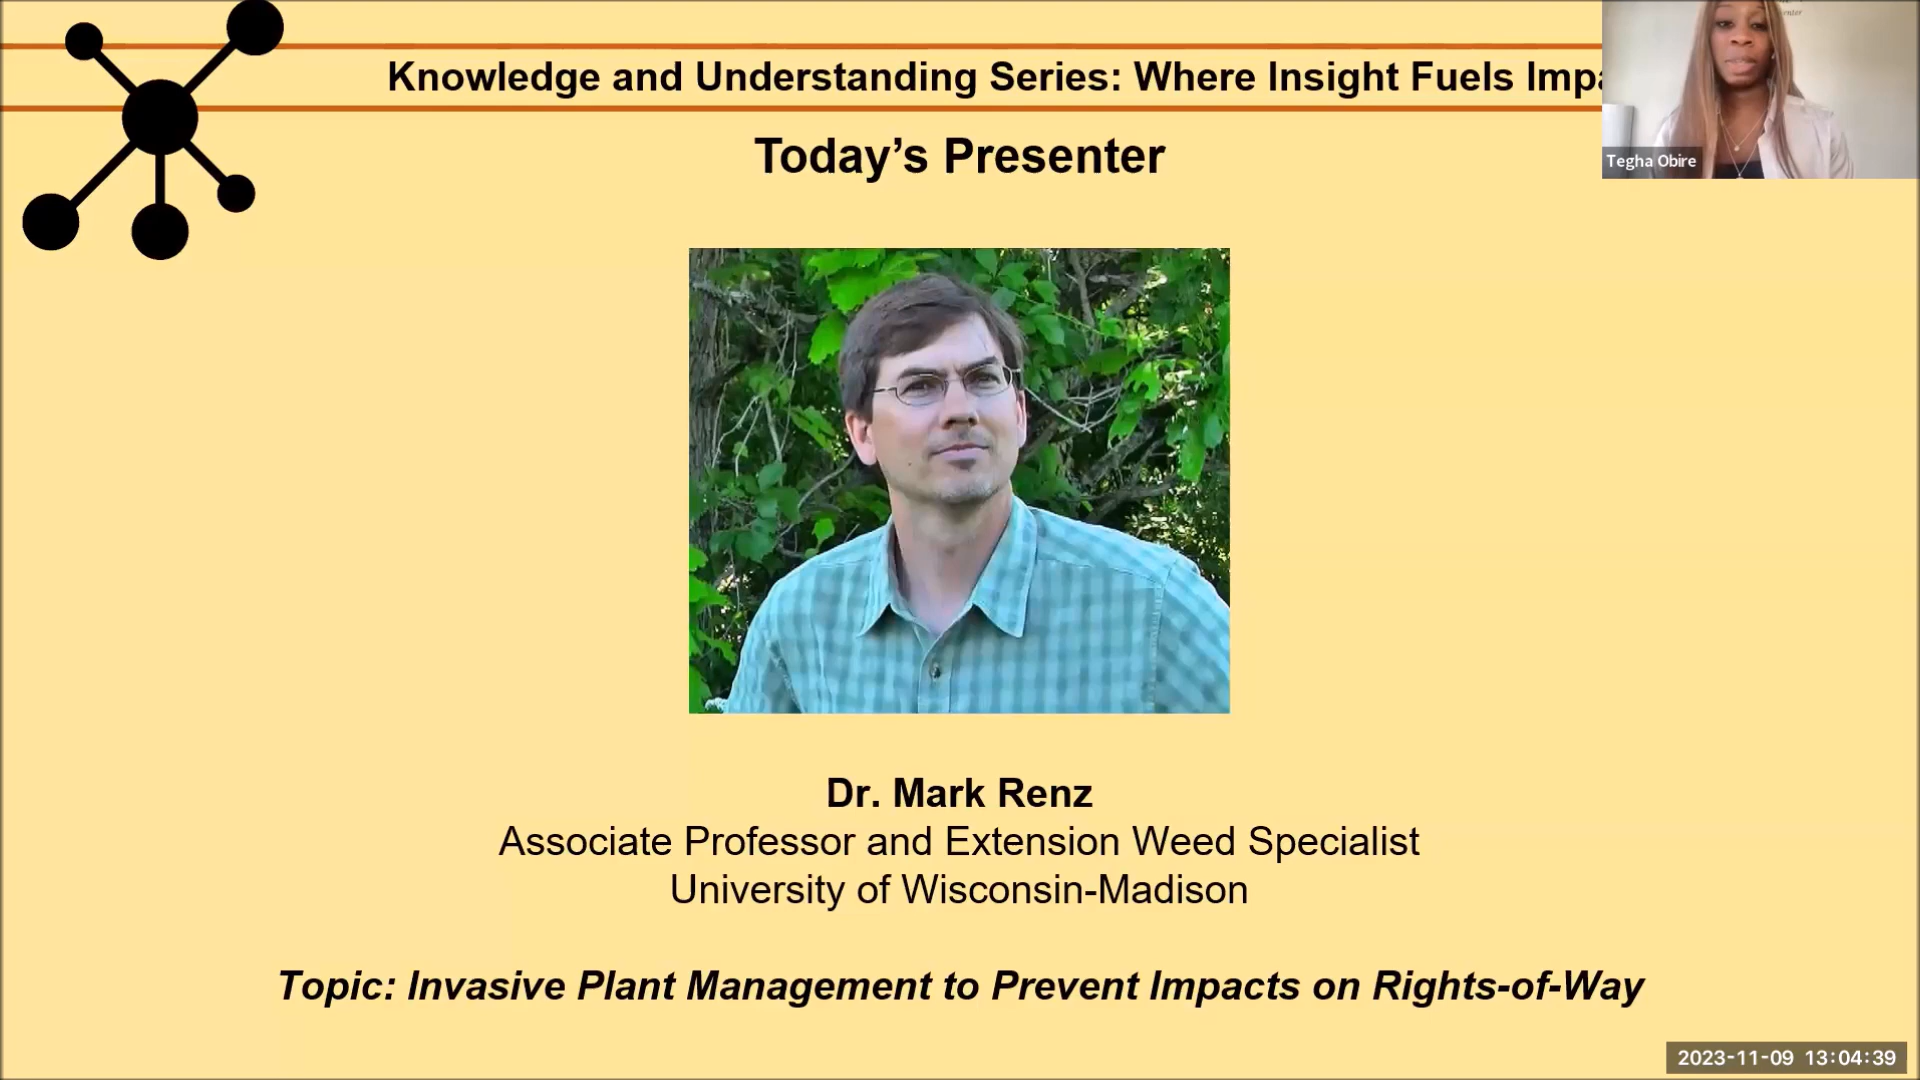 Knowledge and Understanding Series: Where Insight Fuels
Today’s Presenter
Tegha Obire
Dr. Mark Renz
Associate Professor and Extension Weed Specialist
University of Wisconsin-Madison
Topic: Invasive Plant Management to Prevent Impacts on Rights-of-Way
2023-11-09 13:04:39